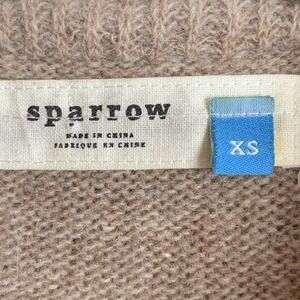 sparrow
MADE IN CHINA
FABRIQUE EN CHINE
XS